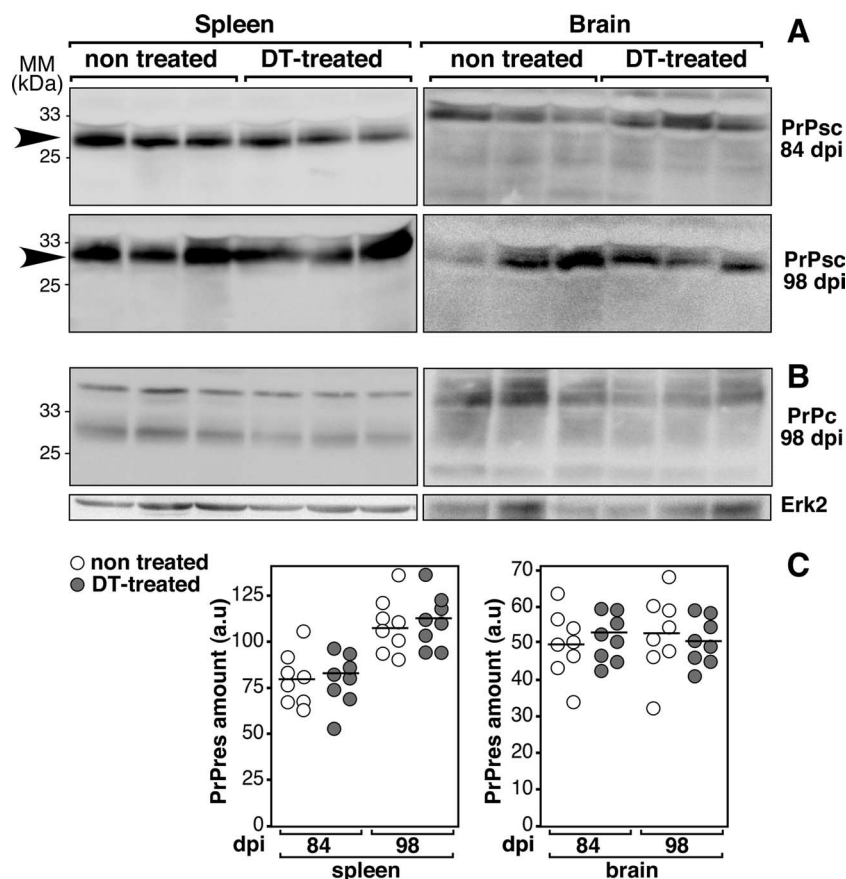 Spleen Brain A
non treated DT-treated non treated DT-treated
MM
(kDa)
33
25
PrPsc
84 dpi
33
25
PrPsc
98 dpi
B
33
25
PrPc
98 dpi
Erk2
C
non treated
DT-treated
PrPres amount (a.u)
125
100
75
50
25
0
dpi 84 98
spleen
PrPres amount (a.u)
70
60
50
40
30
20
10
0
84 98
brain